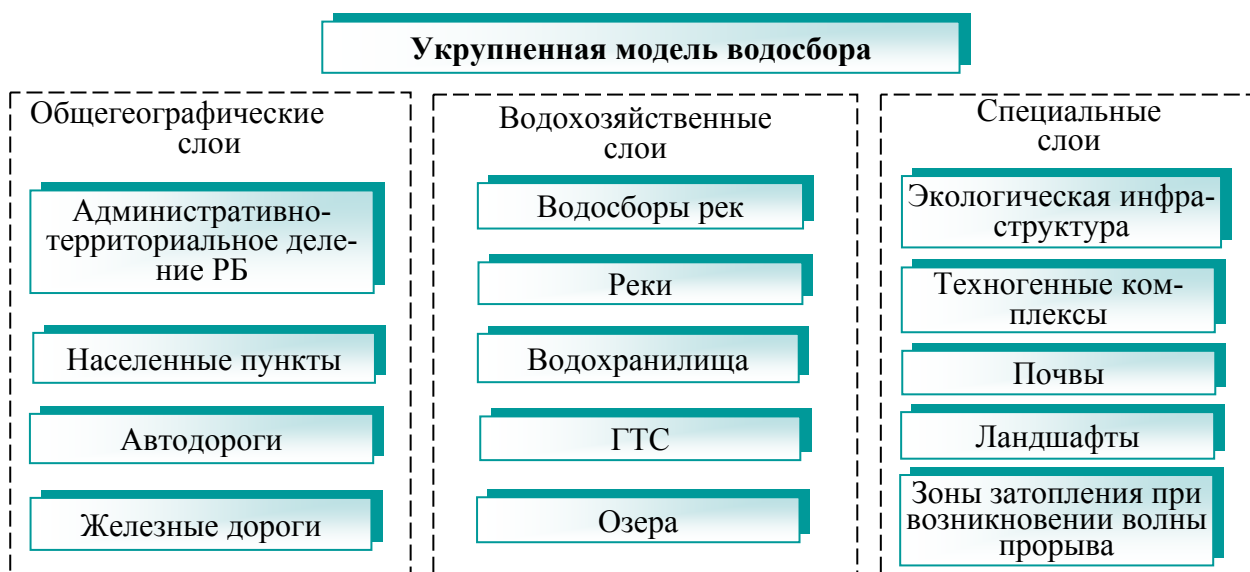 Укрупненная модель водосбора
Общегеографические
слои
Административно-
территориальное деле-
ние РБ
Населенные пункты
Автодороги
Железные дороги
Водохозяйственные
слои
Водосборы рек
Реки
Водохранилища
ГТС
Озера
Специальные
слои
Экологическая инфра-
структура
Техногенные ком-
плексы
Почвы
Ландшафты
Зоны затопления при
возникновении волны
прорыва